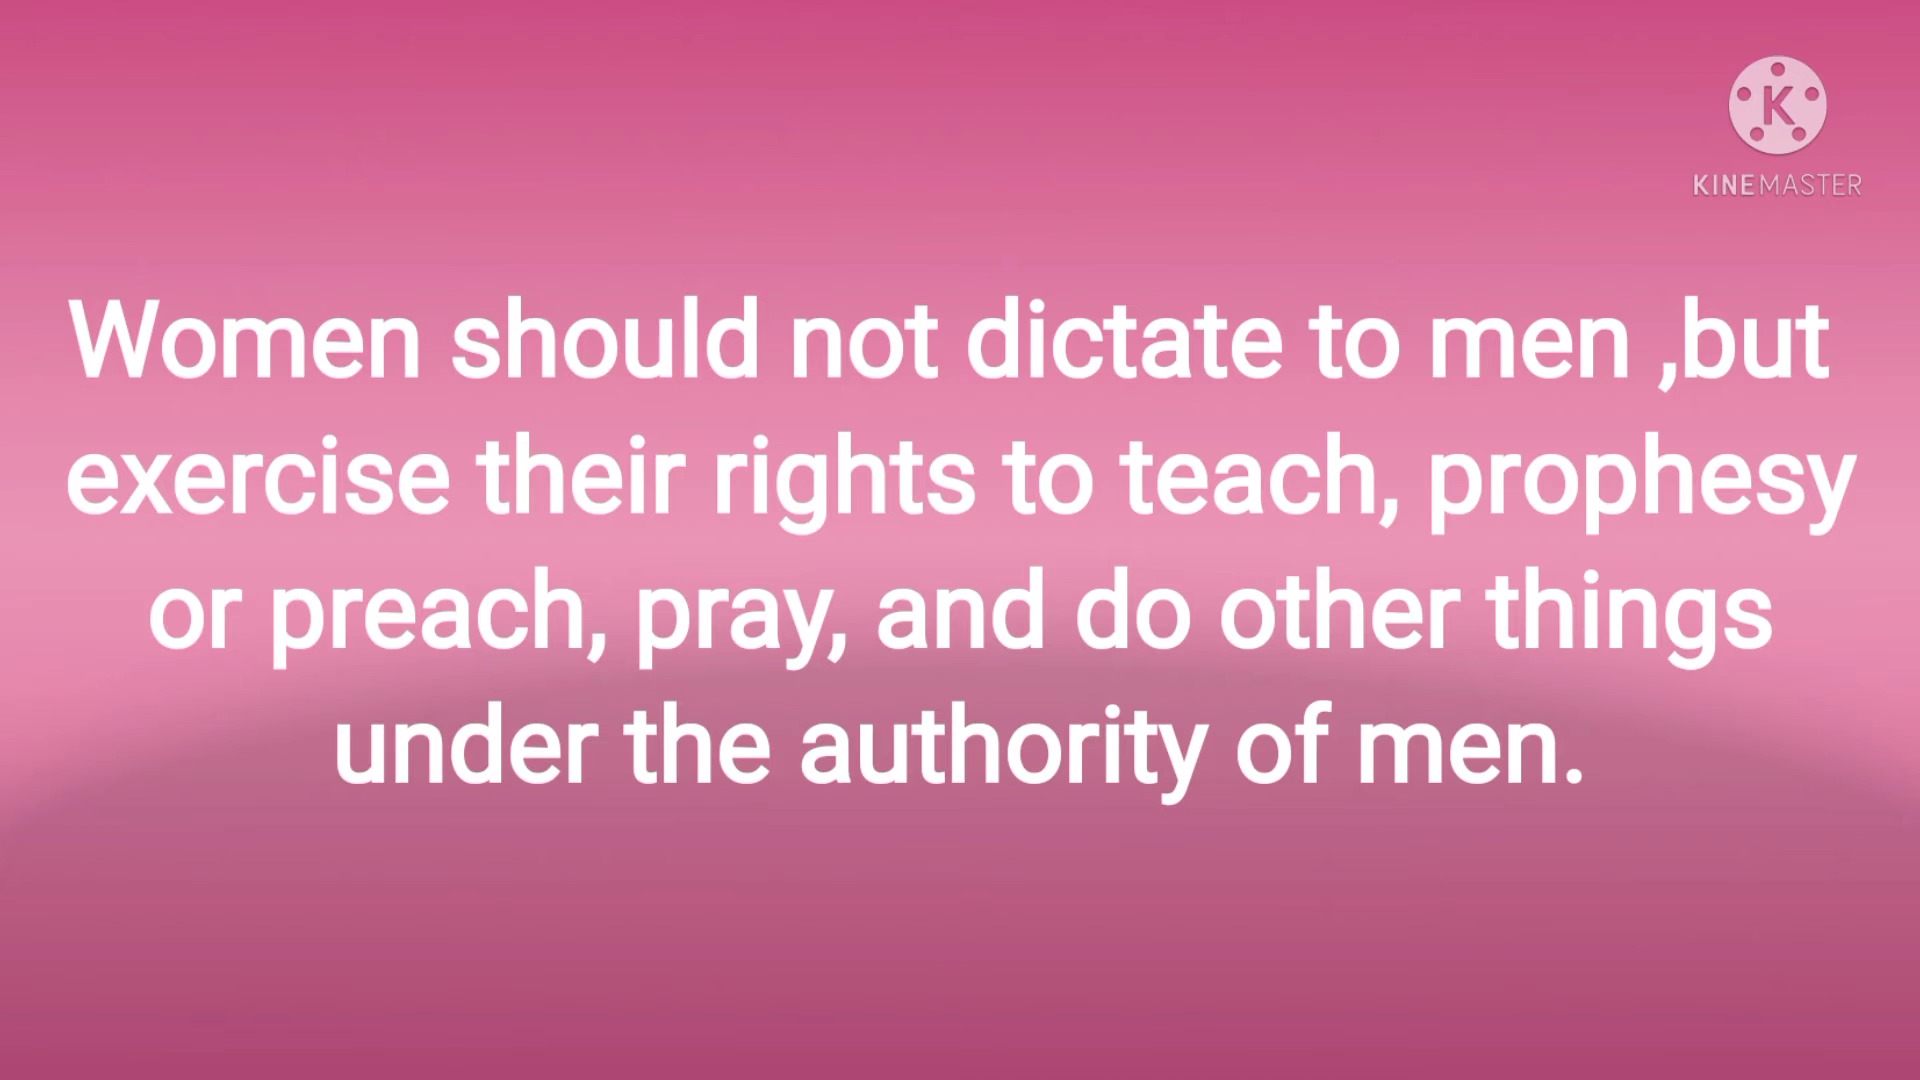 K
KINEMASTER
Women should not dictate to men ,but
exercise their rights to teach, prophesy
or preach, pray, and do other things
under the authority of men.